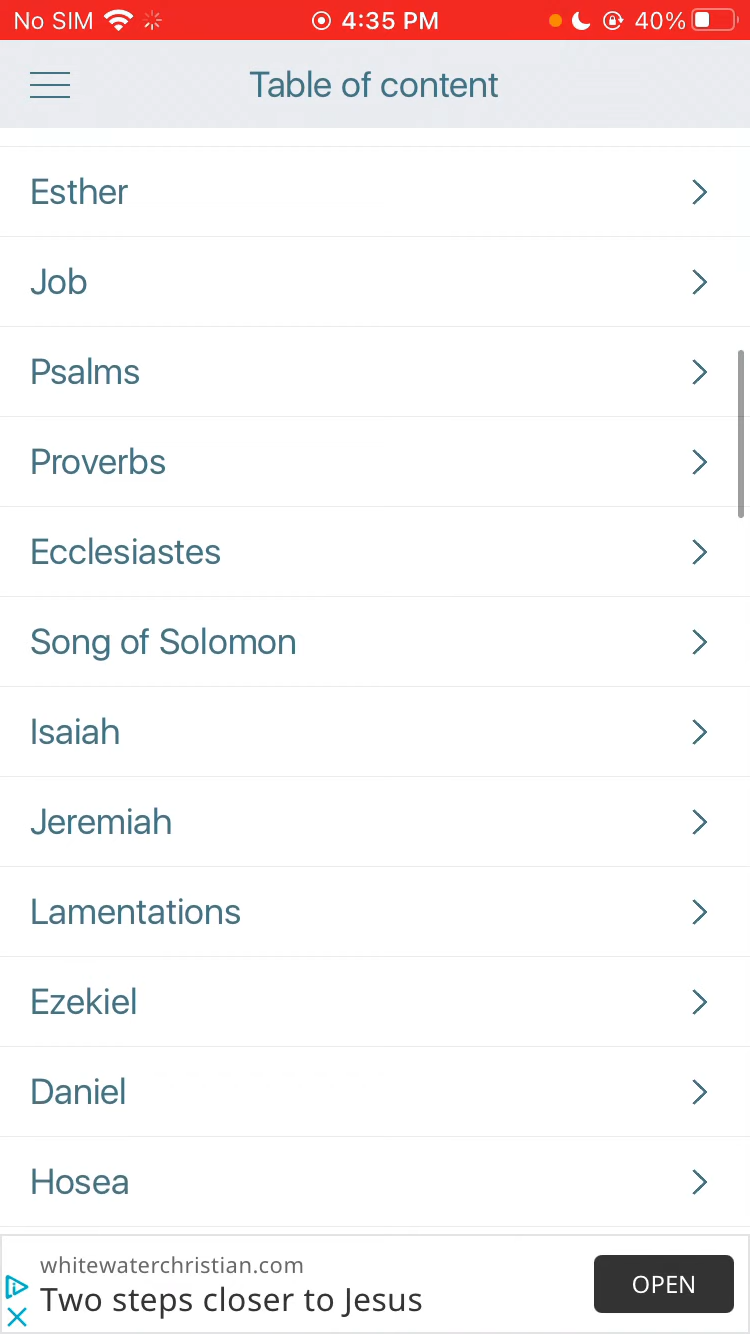 No SIM 4:35 PM 40%
Table of content
Esther
Job
Psalms
Proverbs
Ecclesiastes
Song of Solomon
Isaiah
Jeremiah
Lamentations
Ezekiel
Daniel
Hosea
whitewaterchristian.com
Two steps closer to Jesus
OPEN